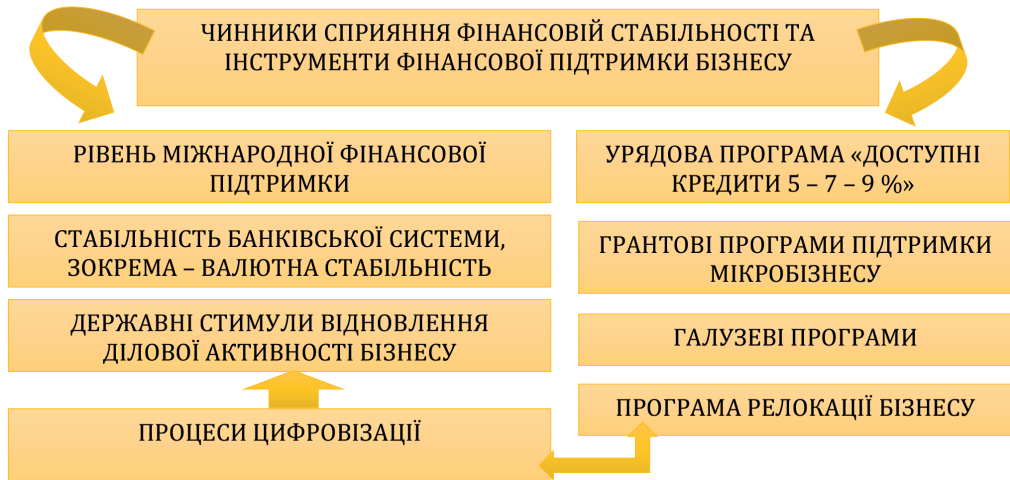 ЧИННИКИ СПРИЯННЯ ФІНАНСОВІЙ СТАБІЛЬНОСТІ ТА
ІНСТРУМЕНТИ ФІНАНСОВОЇ ПІДТРИМКИ БІЗНЕСУ
РІВЕНЬ МІЖНАРОДНОЇ ФІНАНСОВОЇ
ПІДТРИМКИ
СТАБІЛЬНІСТЬ БАНКІВСЬКОЇ СИСТЕМИ,
ЗОКРЕМА – ВАЛЮТНА СТАБІЛЬНІСТЬ
ДЕРЖАВНІ СТИМУЛИ ВІДНОВЛЕННЯ
ДІЛОВОЇ АКТИВНОСТІ БІЗНЕСУ
ПРОЦЕСИ ЦИФРОВІЗАЦІЇ
УРЯДОВА ПРОГРАМА «ДОСТУПНІ
КРЕДИТИ 5 – 7 – 9 %»
ГРАНТОВІ ПРОГРАМИ ПІДТРИМКИ
МІКРОБІЗНЕСУ
ГАЛУЗЕВІ ПРОГРАМИ
ПРОГРАМА РЕЛОКАЦІЇ БІЗНЕСУ